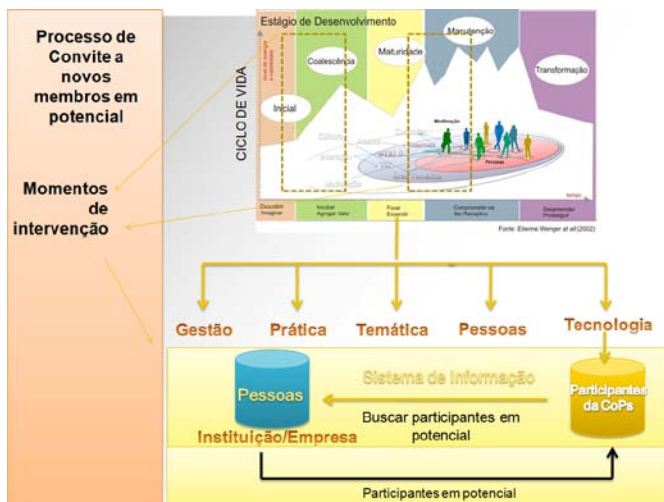 Processo de
Convite a
novos
membros em
potencial
Momentos
de
intervenção
CICLO DE VIDA
Estágio de Desenvolvimento
Inicial
Coalescência
Maturidade
Manutenção
Transformação
Moderação
Pessoas
tempo
Descobrir
Imaginar
Incubar
Agregar Valor
Focar
Expandir
Comprometer-se
Ser Receptivo
Desprender
Prosseguir
Fonte: Etienne Wenger at all (2002)
Gestão
Prática
Temática
Pessoas
Tecnologia
Sistema de Informação
Pessoas
Participantes
da CoPs
Buscar participantes em
potencial
Instituição/Empresa
Participantes em potencial